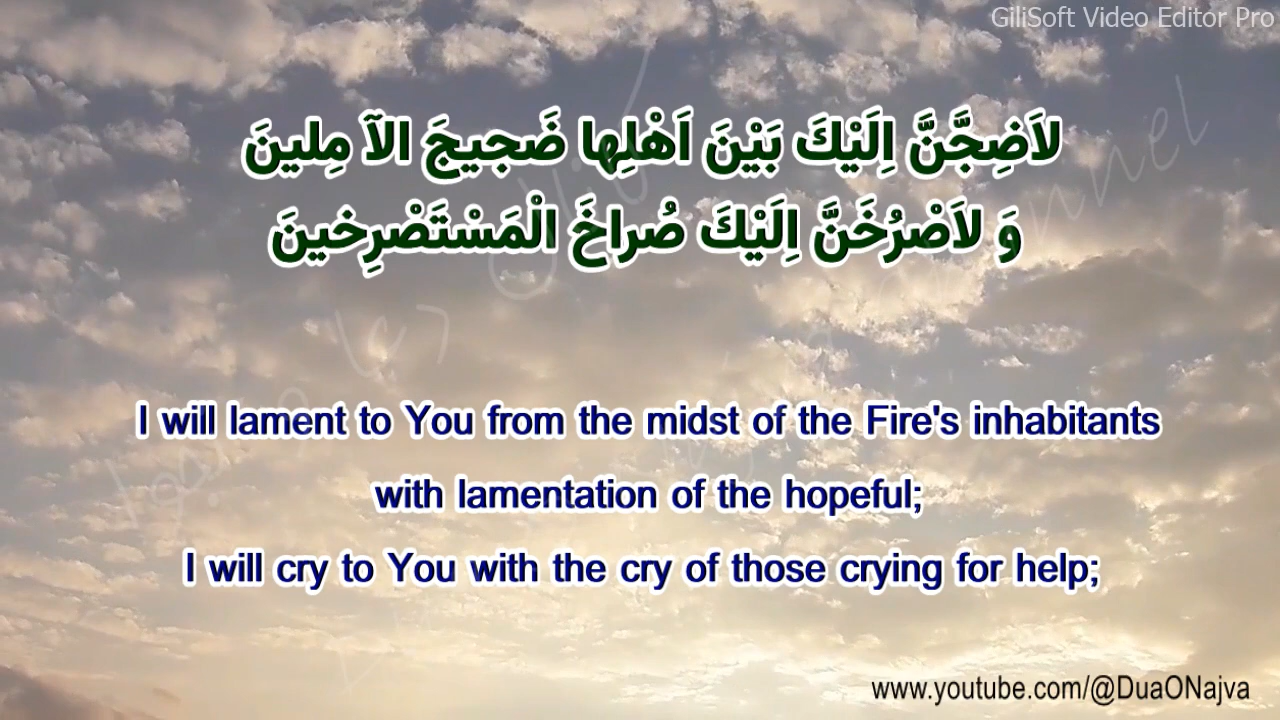 GiliSoft Video Editor Pro
لاَضِجَّنَّ اِلَيْكَ بَيْنَ اَهْلِها ضَجيجَ الآ مِلينَ
وَ لاَصْرُخَنَّ اِلَيْكَ صُراخَ الْمَسْتَصْرِخينَ
I will lament to You from the midst of the Fire's inhabitants
with lamentation of the hopeful;
I will cry to You with the cry of those crying for help;
www.youtube.com/@DuaONajva